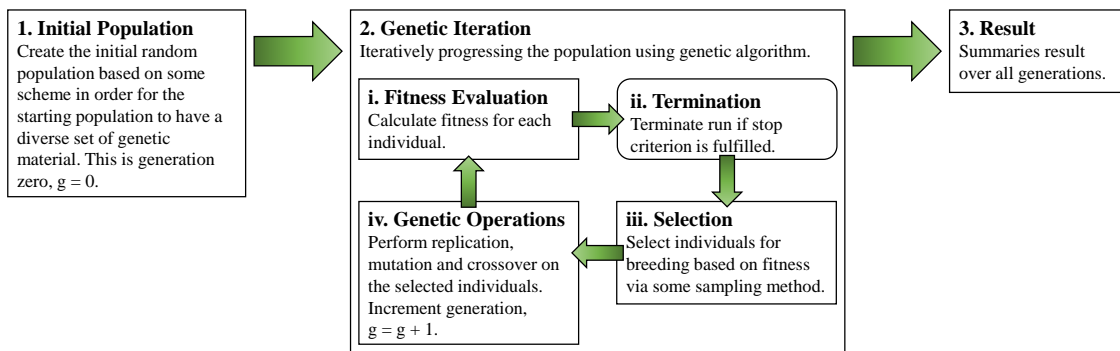 1. Initial Population
Create the initial random
population based on some
scheme in order for the
starting population to have a
diverse set of genetic
material. This is generation
zero, g = 0.
2. Genetic Iteration
Iteratively progressing the population using genetic algorithm.
i. Fitness Evaluation
Calculate fitness for each
individual.
ii. Termination
Terminate run if stop
criterion is fulfilled.
iii. Selection
Select individuals for
breeding based on fitness
via some sampling method.
iv. Genetic Operations
Perform replication,
mutation and crossover on
the selected individuals.
Increment generation,
g = g + 1.
3. Result
Summaries result
over all generations.